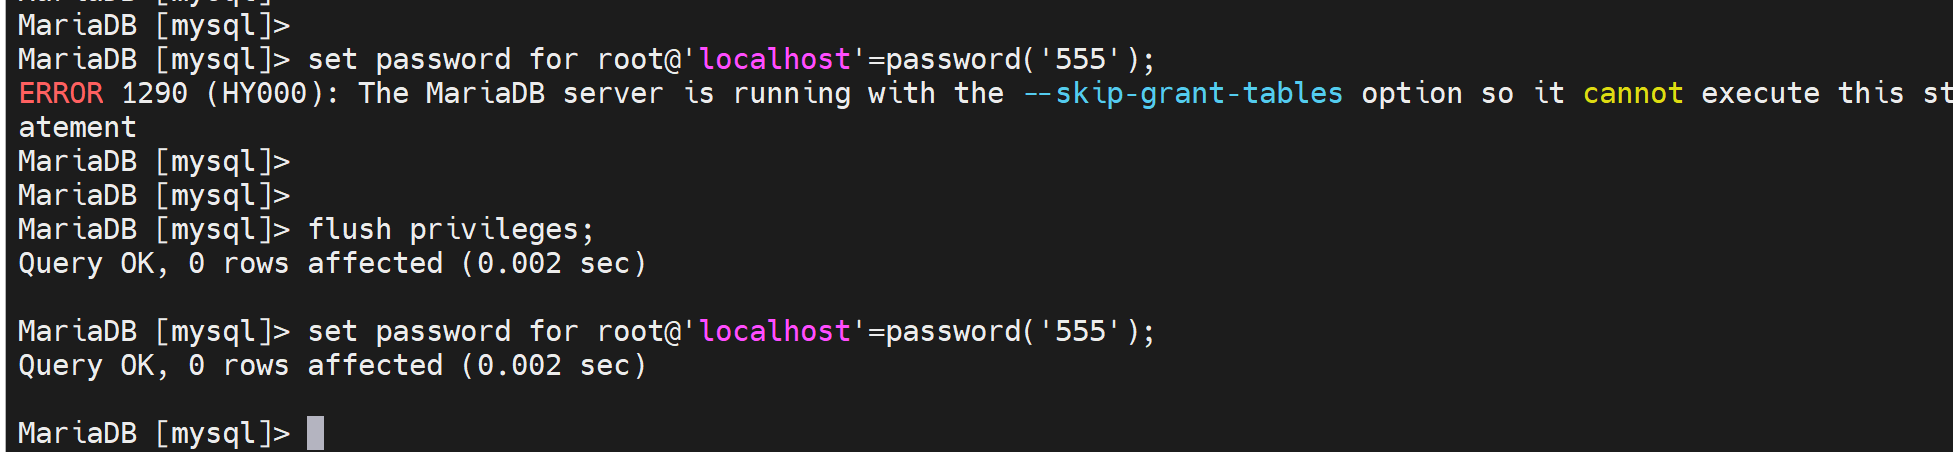 MariaDB [mysql]>
MariaDB [mysql]>
MariaDB [mysql]> set password for root@'localhost'=password('555');
ERROR 1290 (HY000): The MariaDB server is running with the --skip-grant-tables option so it cannot execute this st
atement
MariaDB [mysql]>
MariaDB [mysql]>
MariaDB [mysql]> flush privileges;
Query OK, 0 rows affected (0.002 sec)
MariaDB [mysql]> set password for root@'localhost'=password('555');
Query OK, 0 rows affected (0.002 sec)
MariaDB [mysql]>